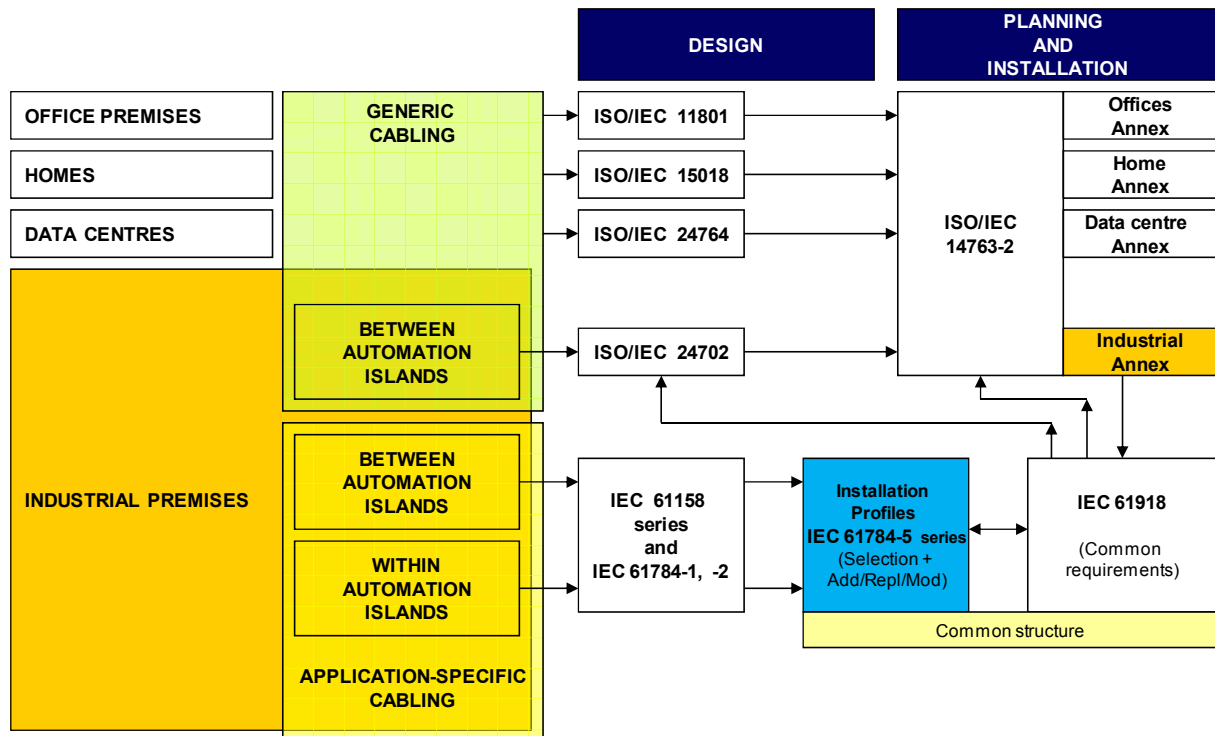 DESIGN
PLANNING
AND
INSTALLATION
OFFICE PREMISES
GENERIC
CABLING
ISO/IEC 11801
Offices
Annex
HOMES
ISO/IEC 15018
Home
Annex
DATA CENTRES
ISO/IEC 24764
ISO/IEC
14763-2
Data centre
Annex
BETWEEN
AUTOMATION
ISLANDS
ISO/IEC 24702
Industrial
Annex
INDUSTRIAL PREMISES
BETWEEN
AUTOMATION
ISLANDS
WITHIN
AUTOMATION
ISLANDS
APPLICATION-SPECIFIC
CABLING
IEC 61158
series
and
IEC 61784-1, -2
Installation
Profiles
IEC 61784-5 series
(Selection +
Add/Repl/Mod)
IEC 61918
(Common
requirements)
Common structure